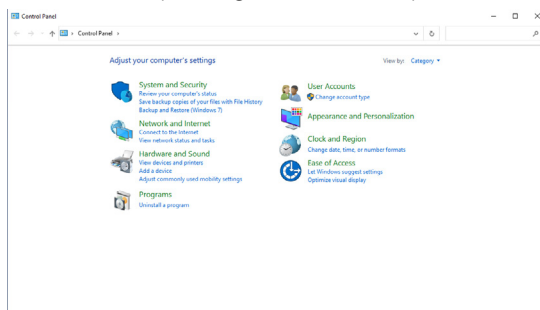 Control Panel
Control Panel
Adjust your computer's settings
View by: Category
System and Security
Review your computer's status
Save backup copies of your files with File History
Backup and Restore (Windows 7)
Network and Internet
Connect to the Internet
View network status and tasks
Hardware and Sound
View devices and printers
Add a device
Adjust commonly used mobility settings
Programs
Uninstall a program
User Accounts
Change account type
Appearance and Personalization
Clock and Region
Change date, time, or number formats
Ease of Access
Let Windows suggest settings
Optimize visual display